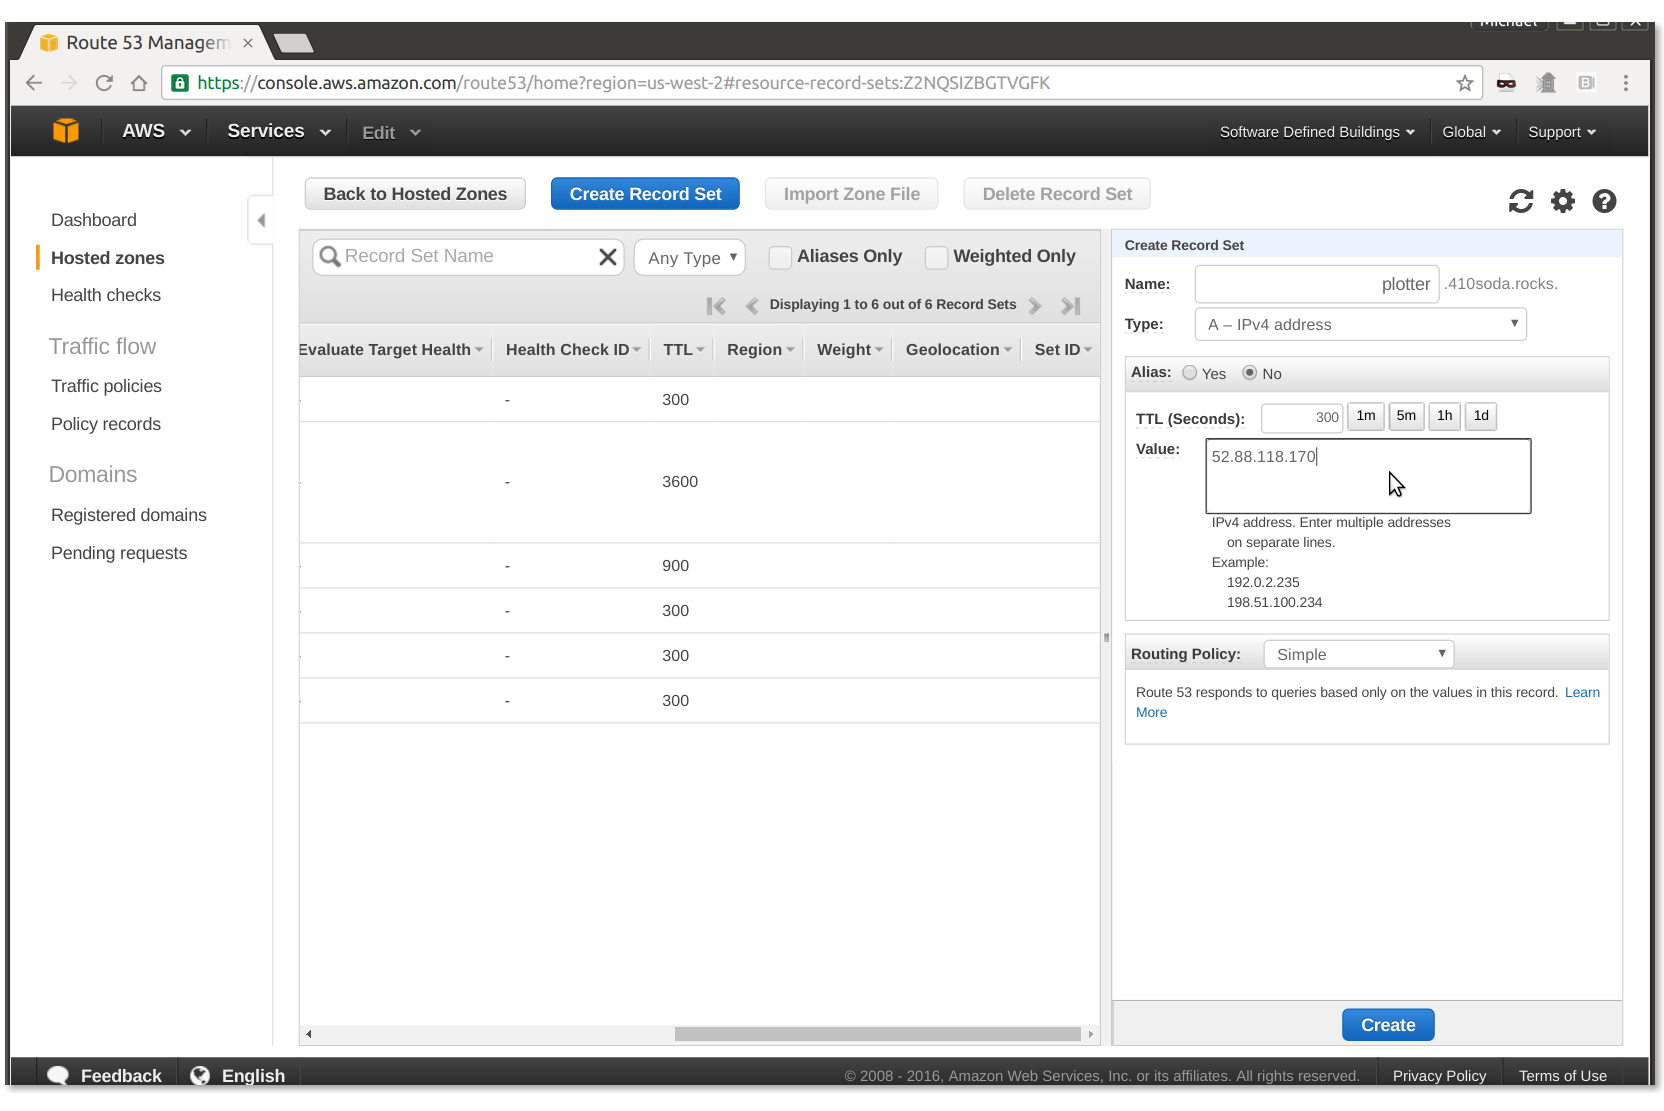 Michael
Route 53 Managem
https://console.aws.amazon.com/route53/home?region=us-west-2#resource-record-sets:Z2NQSIZBGTVGFK
AWS Services Edit Software Defined Buildings Global Support
Back to Hosted Zones Create Record Set Import Zone File Delete Record Set
Dashboard
Hosted zones
Health checks
Traffic flow
Traffic policies
Policy records
Domains
Registered domains
Pending requests
Record Set Name Any Type Aliases Only Weighted Only
Displaying 1 to 6 out of 6 Record Sets
Evaluate Target Health Health Check ID TTL Region Weight Geolocation Set ID
- - 300
- - 3600
- - 900
- - 300
- - 300
- - 300
Create Record Set
Name: plotter .410soda.rocks.
Type: A – IPv4 address
Alias: Yes No
TTL (Seconds): 300 1m 5m 1h 1d
Value: 52.88.118.170
IPv4 address. Enter multiple addresses
on separate lines.
Example:
192.0.2.235
198.51.100.234
Routing Policy: Simple
Route 53 responds to queries based only on the values in this record. Learn
More
Create
Feedback English © 2008 - 2016, Amazon Web Services, Inc. or its affiliates. All rights reserved. Privacy Policy Terms of Use